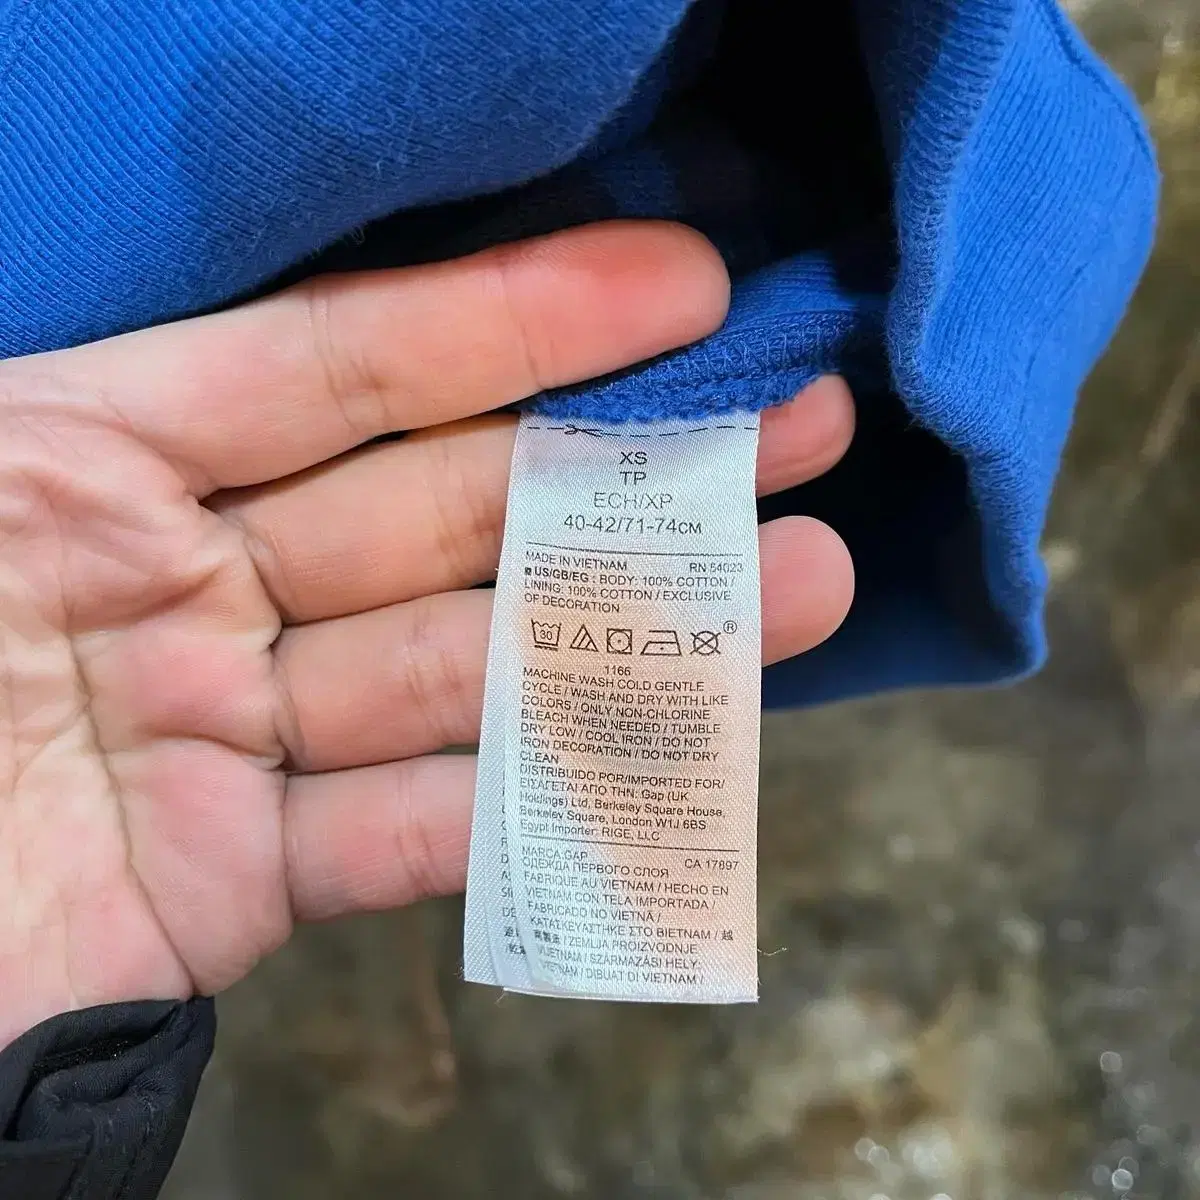 XS
TP
ECH/XP
40-42/71-74CM
MADE IN VIETNAM RN 54023
US/GB/EG : BODY: 100% COTTON /
LINING: 100% COTTON / EXCLUSIVE
OF DECORATION
30
®
1166
MACHINE WASH COLD GENTLE
CYCLE / WASH AND DRY WITH LIKE
COLORS / ONLY NON-CHLORINE
BLEACH WHEN NEEDED / TUMBLE
DRY LOW / COOL IRON / DO NOT
IRON DECORATION / DO NOT DRY
CLEAN
DISTRIBUIDO POR/IMPORTED FOR/
ΕΙΣΑΓΕΤΑΙ ΑΠΟ ΤΗΝ: Gap (UK
Holdings) Ltd, Berkeley Square House,
Berkeley Square, London W1J 6BS
Egypt Importer: RIGE, LLC
МАРСА GAP CA 17897
ОДЕЖДА ПЕРВОГО СЛОЯ
FABRIQUE AU VIETNAM / HECHO EN
VIETNAM CON TELA IMPORTADA /
FABRICADO NO VIETNÃ /
ΚΑΤΑΣΚΕΥΑΣΤΗΚΕ ΣΤΟ ΒΙΕΤΝΑΜ / 越
南製造 / ZEMLJA PROIZVODNJE
VIJETNAM / SZÁRMAZÁSI HELY:
VIETNAM / DIBUAT DI VIETNAM /